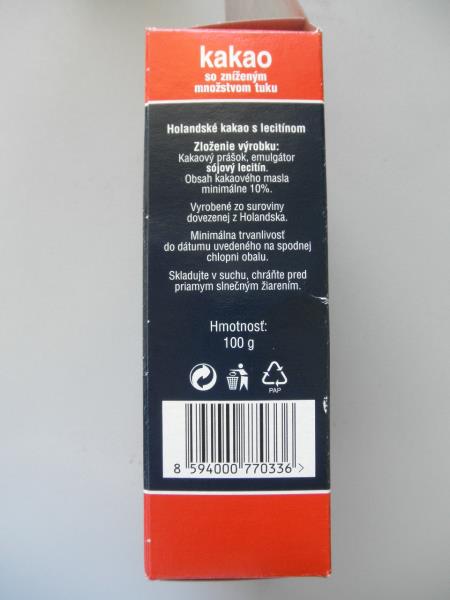 kakao
so zníženým
množstvom tuku
Holandské kakao s lecitínom
Zloženie výrobku:
Kakaový prášok, emulgátor
sójový lecitín.
Obsah kakaového masla
minimálne 10%.
Vyrobené zo suroviny
dovezenej z Holandska.
Minimálna trvanlivosť
do dátumu uvedeného na spodnej
chlopni obalu.
Skladujte v suchu, chráňte pred
priamym slnečným žiarením.
Hmotnosť:
100 g
PAP
8 594000 770336 >